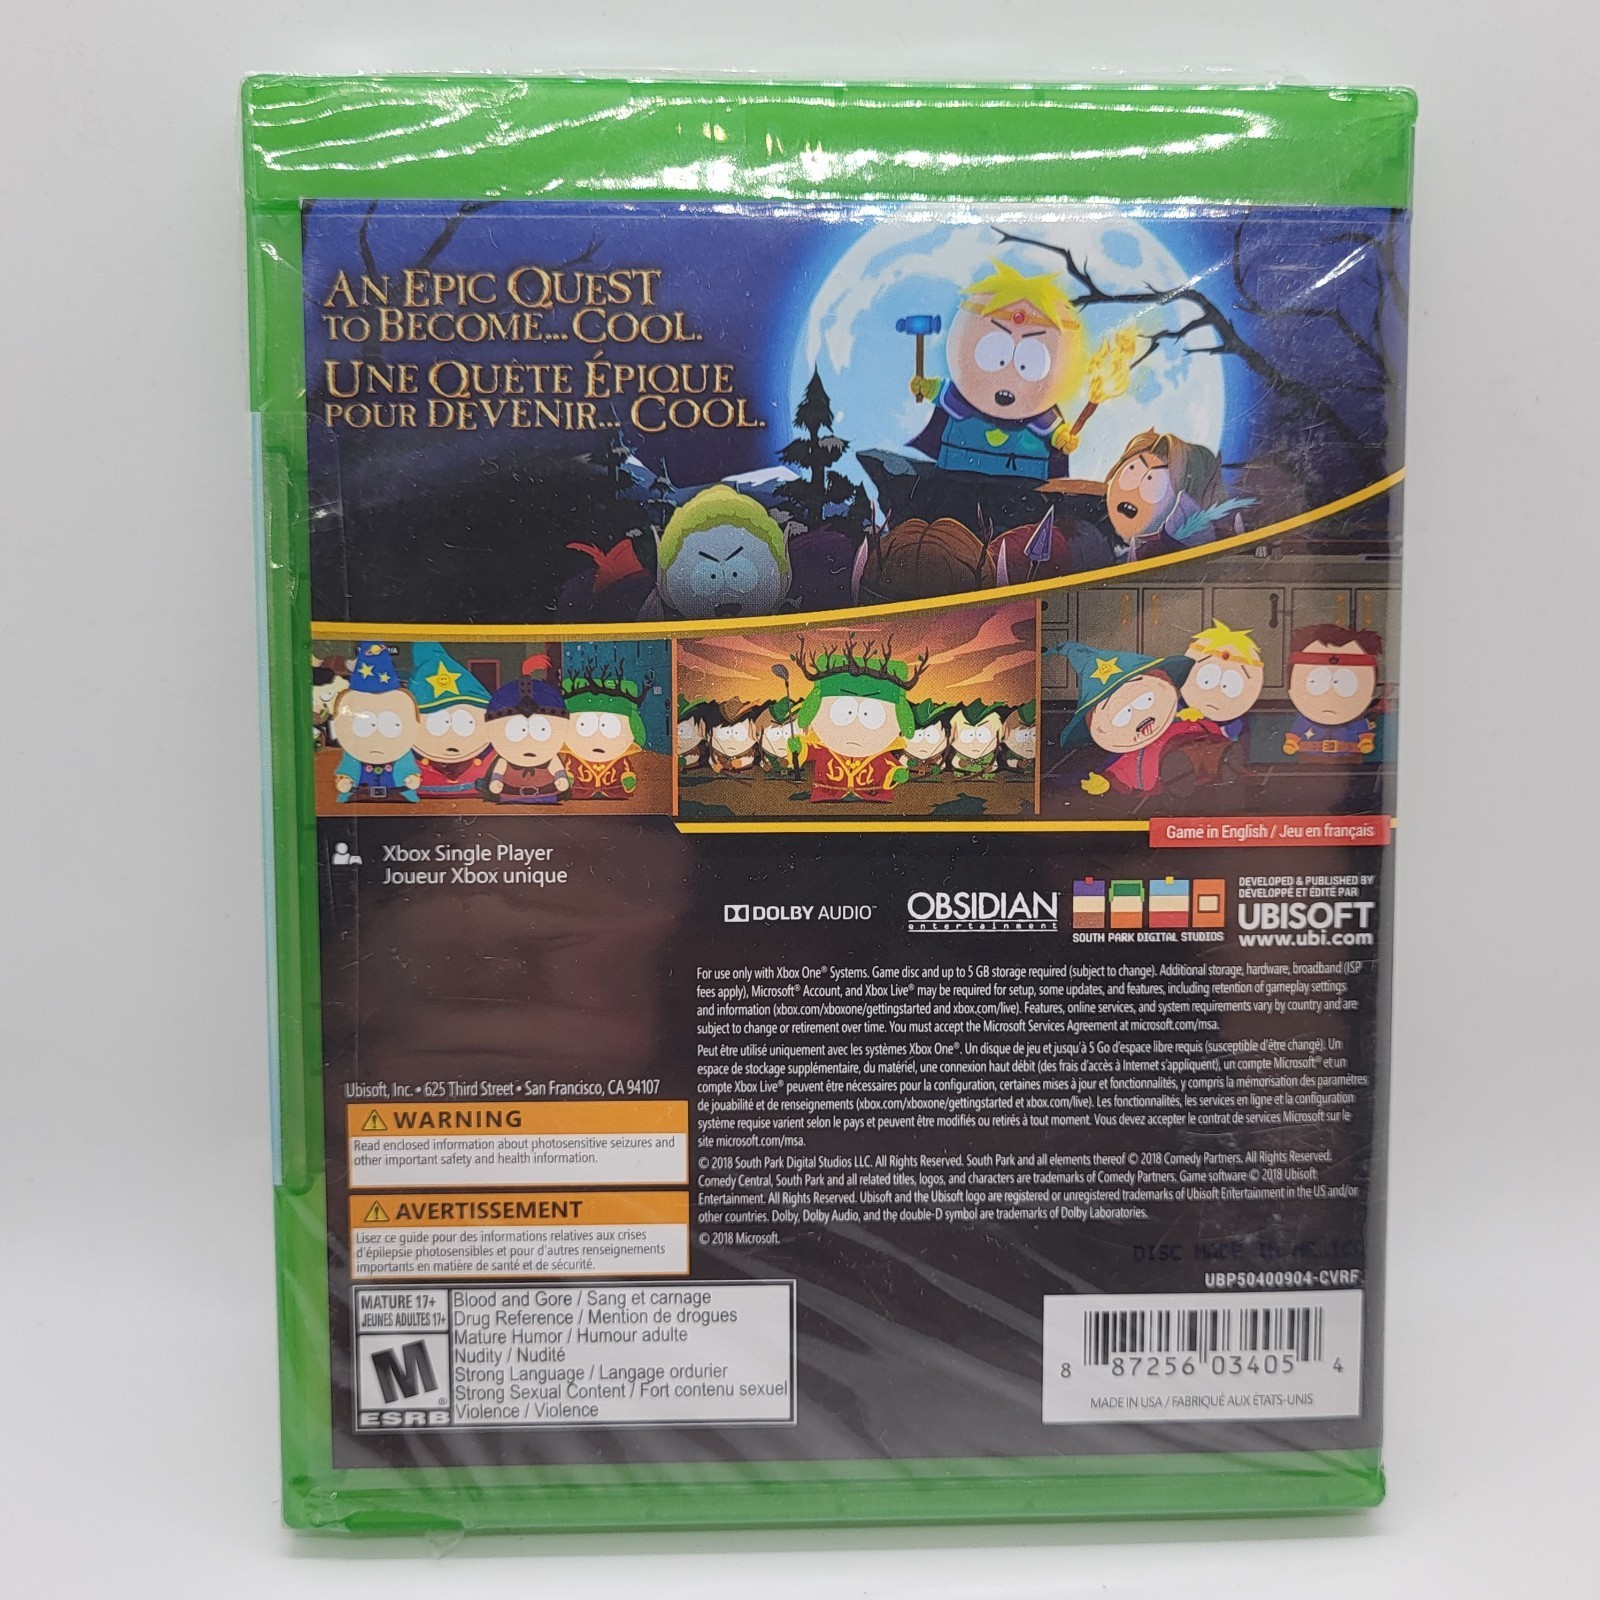 AN EPIC QUEST
TO BECOME... COOL.
UNE QUÊTE ÉPIQUE
POUR DEVENIR... COOL.
Game in English / Jeu en français
Xbox Single Player
Joueur Xbox unique
DOLBY AUDIO™
OBSIDIAN
entertainment
SOUTH PARK DIGITAL STUDIOS
DEVELOPED & PUBLISHED BY
DÉVELOPPÉ ET ÉDITÉ PAR
UBISOFT
www.ubi.com
For use only with Xbox One® Systems. Game disc and up to 5 GB storage required (subject to change). Additional storage, hardware, broadband (ISP
fees apply), Microsoft® Account, and Xbox Live® may be required for setup, some updates, and features, including retention of gameplay settings
and information (xbox.com/xboxone/gettingstarted and xbox.com/live). Features, online services, and system requirements vary by country and are
subject to change or retirement over time. You must accept the Microsoft Services Agreement at microsoft.com/msa.
Peut être utilisé uniquement avec les systèmes Xbox One®. Un disque de jeu et jusqu'à 5 Go d'espace libre requis (susceptible d'être changé). Un
espace de stockage supplémentaire, du matériel, une connexion haut débit (des frais d'accès à Internet s'appliquent), un compte Microsoft® et un
compte Xbox Live® peuvent être nécessaires pour la configuration, certaines mises à jour et fonctionnalités, y compris la mémorisation des paramètres
de jouabilité et de renseignements (xbox.com/xboxone/gettingstarted et xbox.com/live). Les fonctionnalités, les services en ligne et la configuration
système requise varient selon le pays et peuvent être modifiés ou retirés à tout moment. Vous devez accepter le contrat de services Microsoft sur le
site microsoft.com/msa.
© 2018 South Park Digital Studios LLC. All Rights Reserved. South Park and all elements thereof © 2018 Comedy Partners. All Rights Reserved.
Comedy Central, South Park and all related titles, logos, and characters are trademarks of Comedy Partners. Game software © 2018 Ubisoft
Entertainment. All Rights Reserved. Ubisoft and the Ubisoft logo are registered or unregistered trademarks of Ubisoft Entertainment in the US and/or
other countries. Dolby, Dolby Audio, and the double-D symbol are trademarks of Dolby Laboratories.
© 2018 Microsoft.
Ubisoft, Inc. • 625 Third Street • San Francisco, CA 94107
WARNING
Read enclosed information about photosensitive seizures and
other important safety and health information.
AVERTISSEMENT
Lisez ce guide pour des informations relatives aux crises
d'épilepsie photosensibles et pour d'autres renseignements
importants en matière de santé et de sécurité.
MATURE 17+
JEUNES ADULTES 17+
M
®
ESRB
Blood and Gore / Sang et carnage
Drug Reference / Mention de drogues
Mature Humor / Humour adulte
Nudity / Nudité
Strong Language / Langage ordurier
Strong Sexual Content / Fort contenu sexuel
Violence / Violence
DISC MADE IN MEXICO
UBP50400904-CVRF
8 87256 03405 4
MADE IN USA / FABRIQUÉ AUX ÉTATS-UNIS